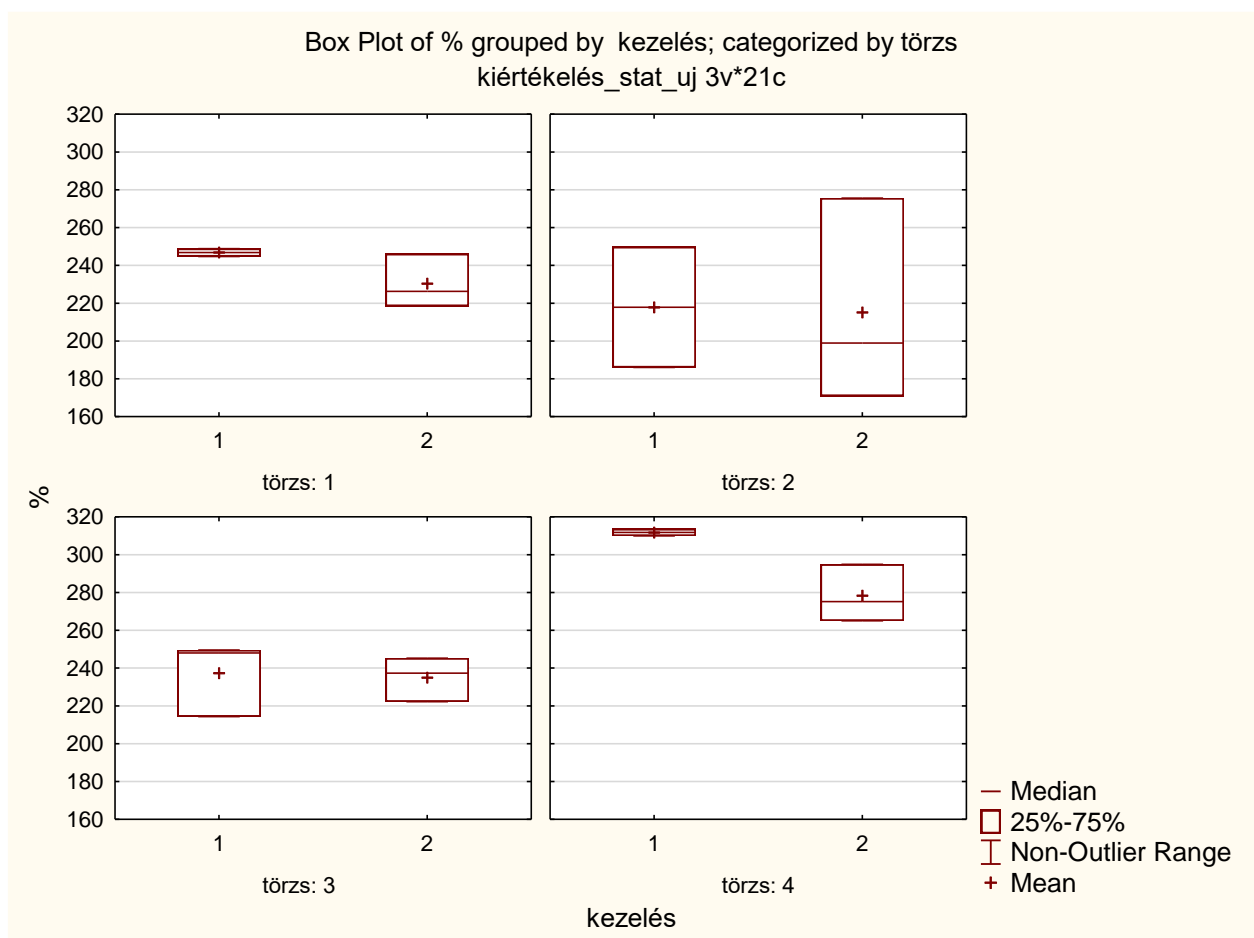 Box Plot of % grouped by  kezelés; categorized by törzs
kiértékelés_stat_uj 3v*21c
%
320
300
280
260
240
220
200
180
160
1 2
törzs: 1
1 2
törzs: 2
320
300
280
260
240
220
200
180
160
1 2
törzs: 3
1 2
törzs: 4
kezelés
Median
25%-75%
Non-Outlier Range
Mean